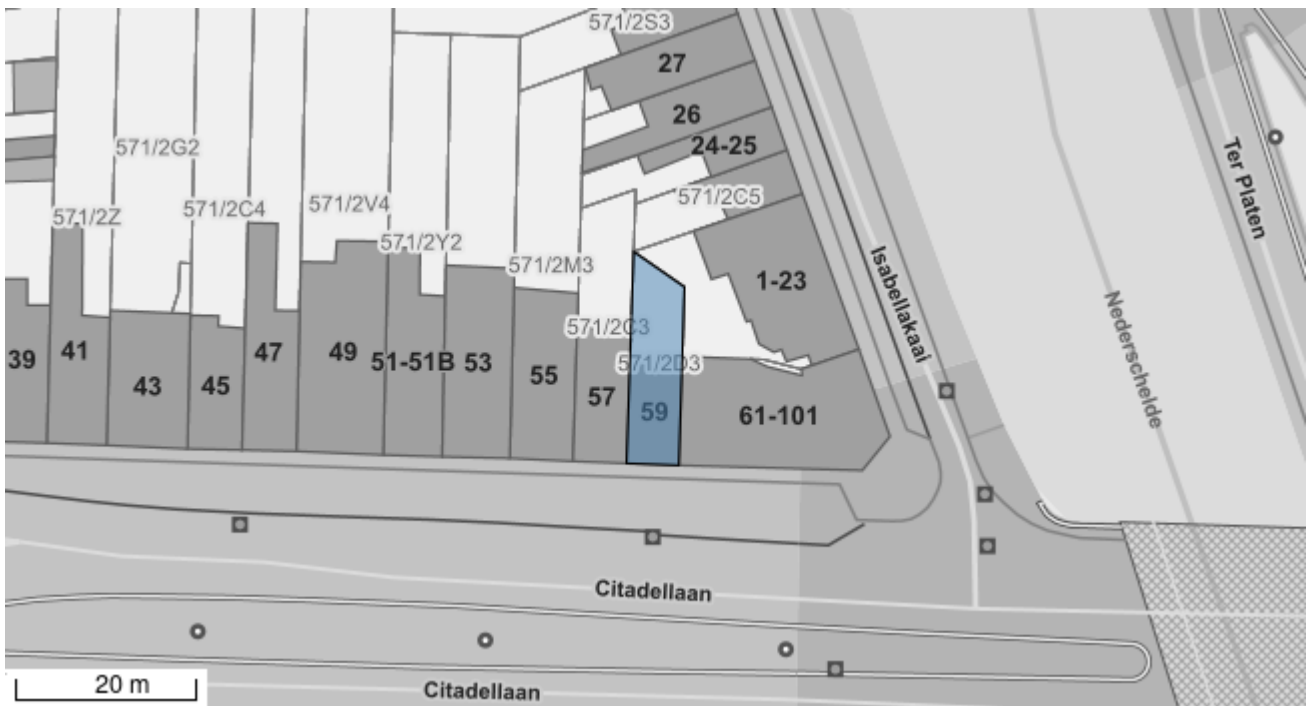 571/2S3
27
26
24-25
571/2G2
571/2Z
571/2C4
571/2V4
571/2Y2
571/2M3
571/2C5
571/2C3
571/2D3
1-23
39
41
43
45
47
49
51-51B
53
55
57
59
61-101
Isabellakaai
Nederschelde
Ter Platen
Citadellaan
Citadellaan
20 m